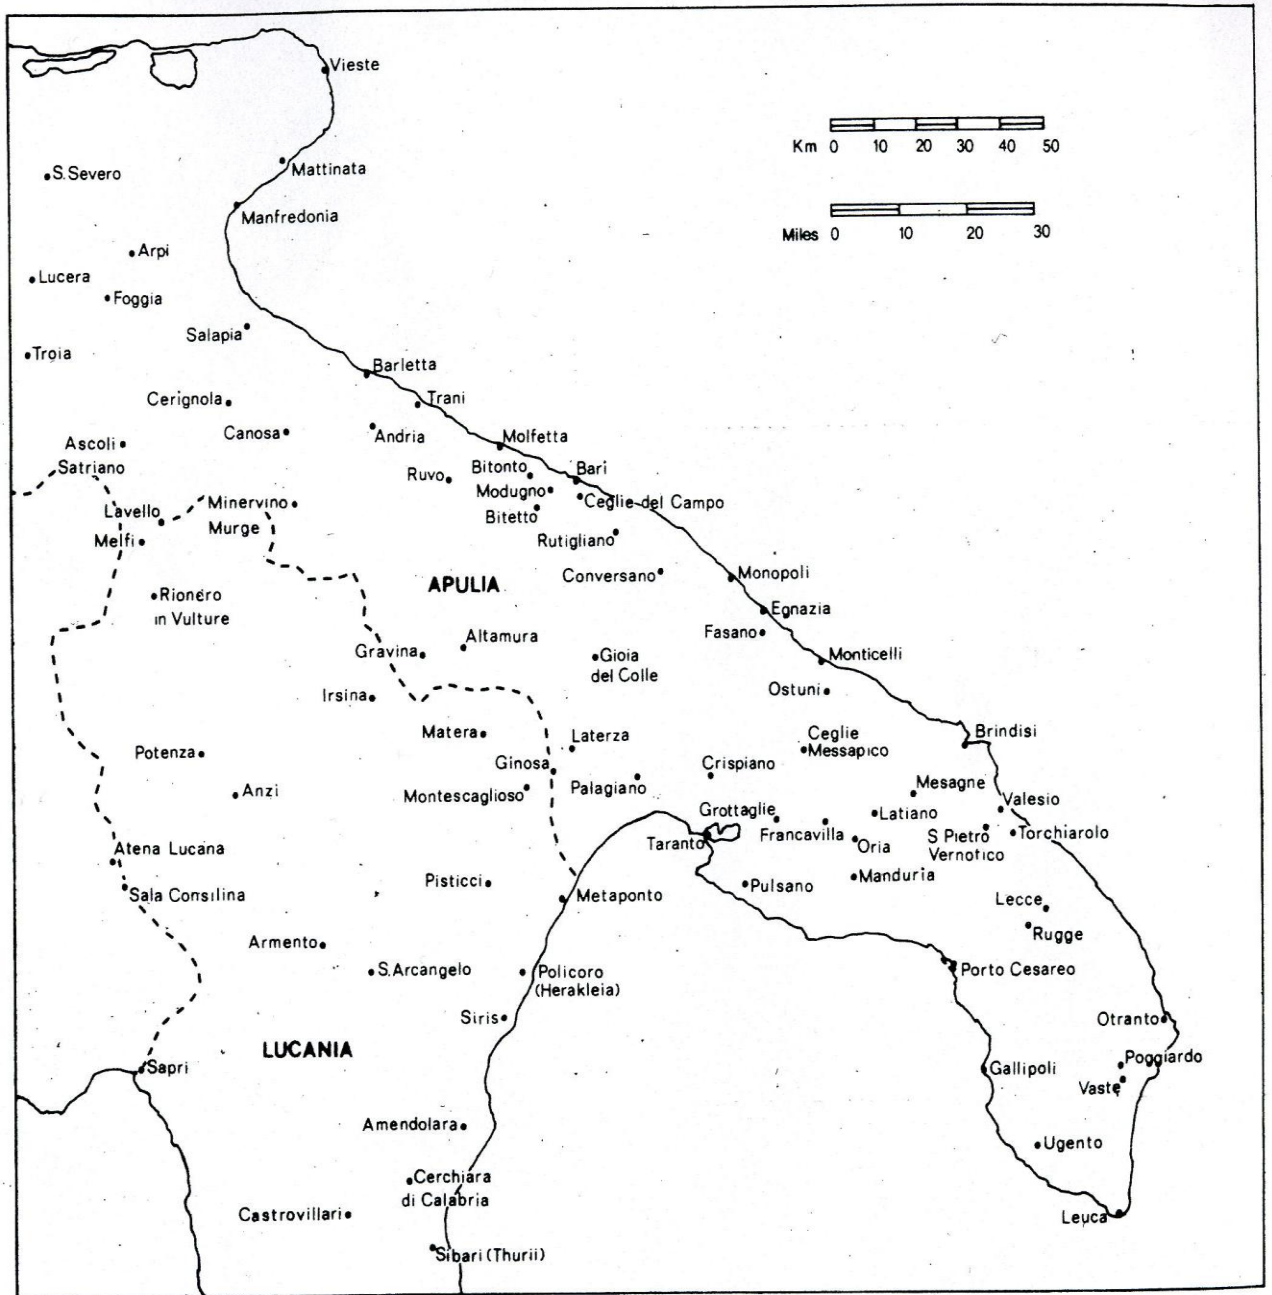 Vieste
Km 0 10 20 30 40 50
Mattinata
S.Severo
Manfredonia
Miles 0 10 20 30
Arpi
Lucera
Foggia
Salapia
Troia
Barletta
Cerignola
Trani
Canosa
Andria
Ascoli
Satriano
Molfetta
Ruvo
Bitonto
Bari
Modugno
Ceglie del Campo
Minervino
Murge
Lavello
Bitetto
Melfi
Rutigliano
Conversano
Monopoli
APULIA
Rionero
in Vulture
Egnazia
Fasano
Altamura
Gravina
Gioia
del Colle
Monticelli
Irsina
Ostuni
Matera
Laterza
Ceglie
Messapico
Brindisi
Potenza
Ginosa
Crispiano
Palagiano
Mesagne
Anzi
Montescaglioso
Valesio
Grottaglie
Latiano
Francavilla
S Pietro
Vernotico
Torchiarolo
Taranto
Oria
Atena Lucana
Manduria
Pisticci
Pulsano
Sala Consilina
Metaponto
Lecce
Rugge
Armento
S.Arcangelo
Policoro
(Herakleia)
Porto Cesareo
Siris
Otranto
LUCANIA
Sapri
Gallipoli
Poggiardo
Vaste
Amendolara
Ugento
Cerchiara
di Calabria
Castrovillari
Leuca
Sibari (Thurii)